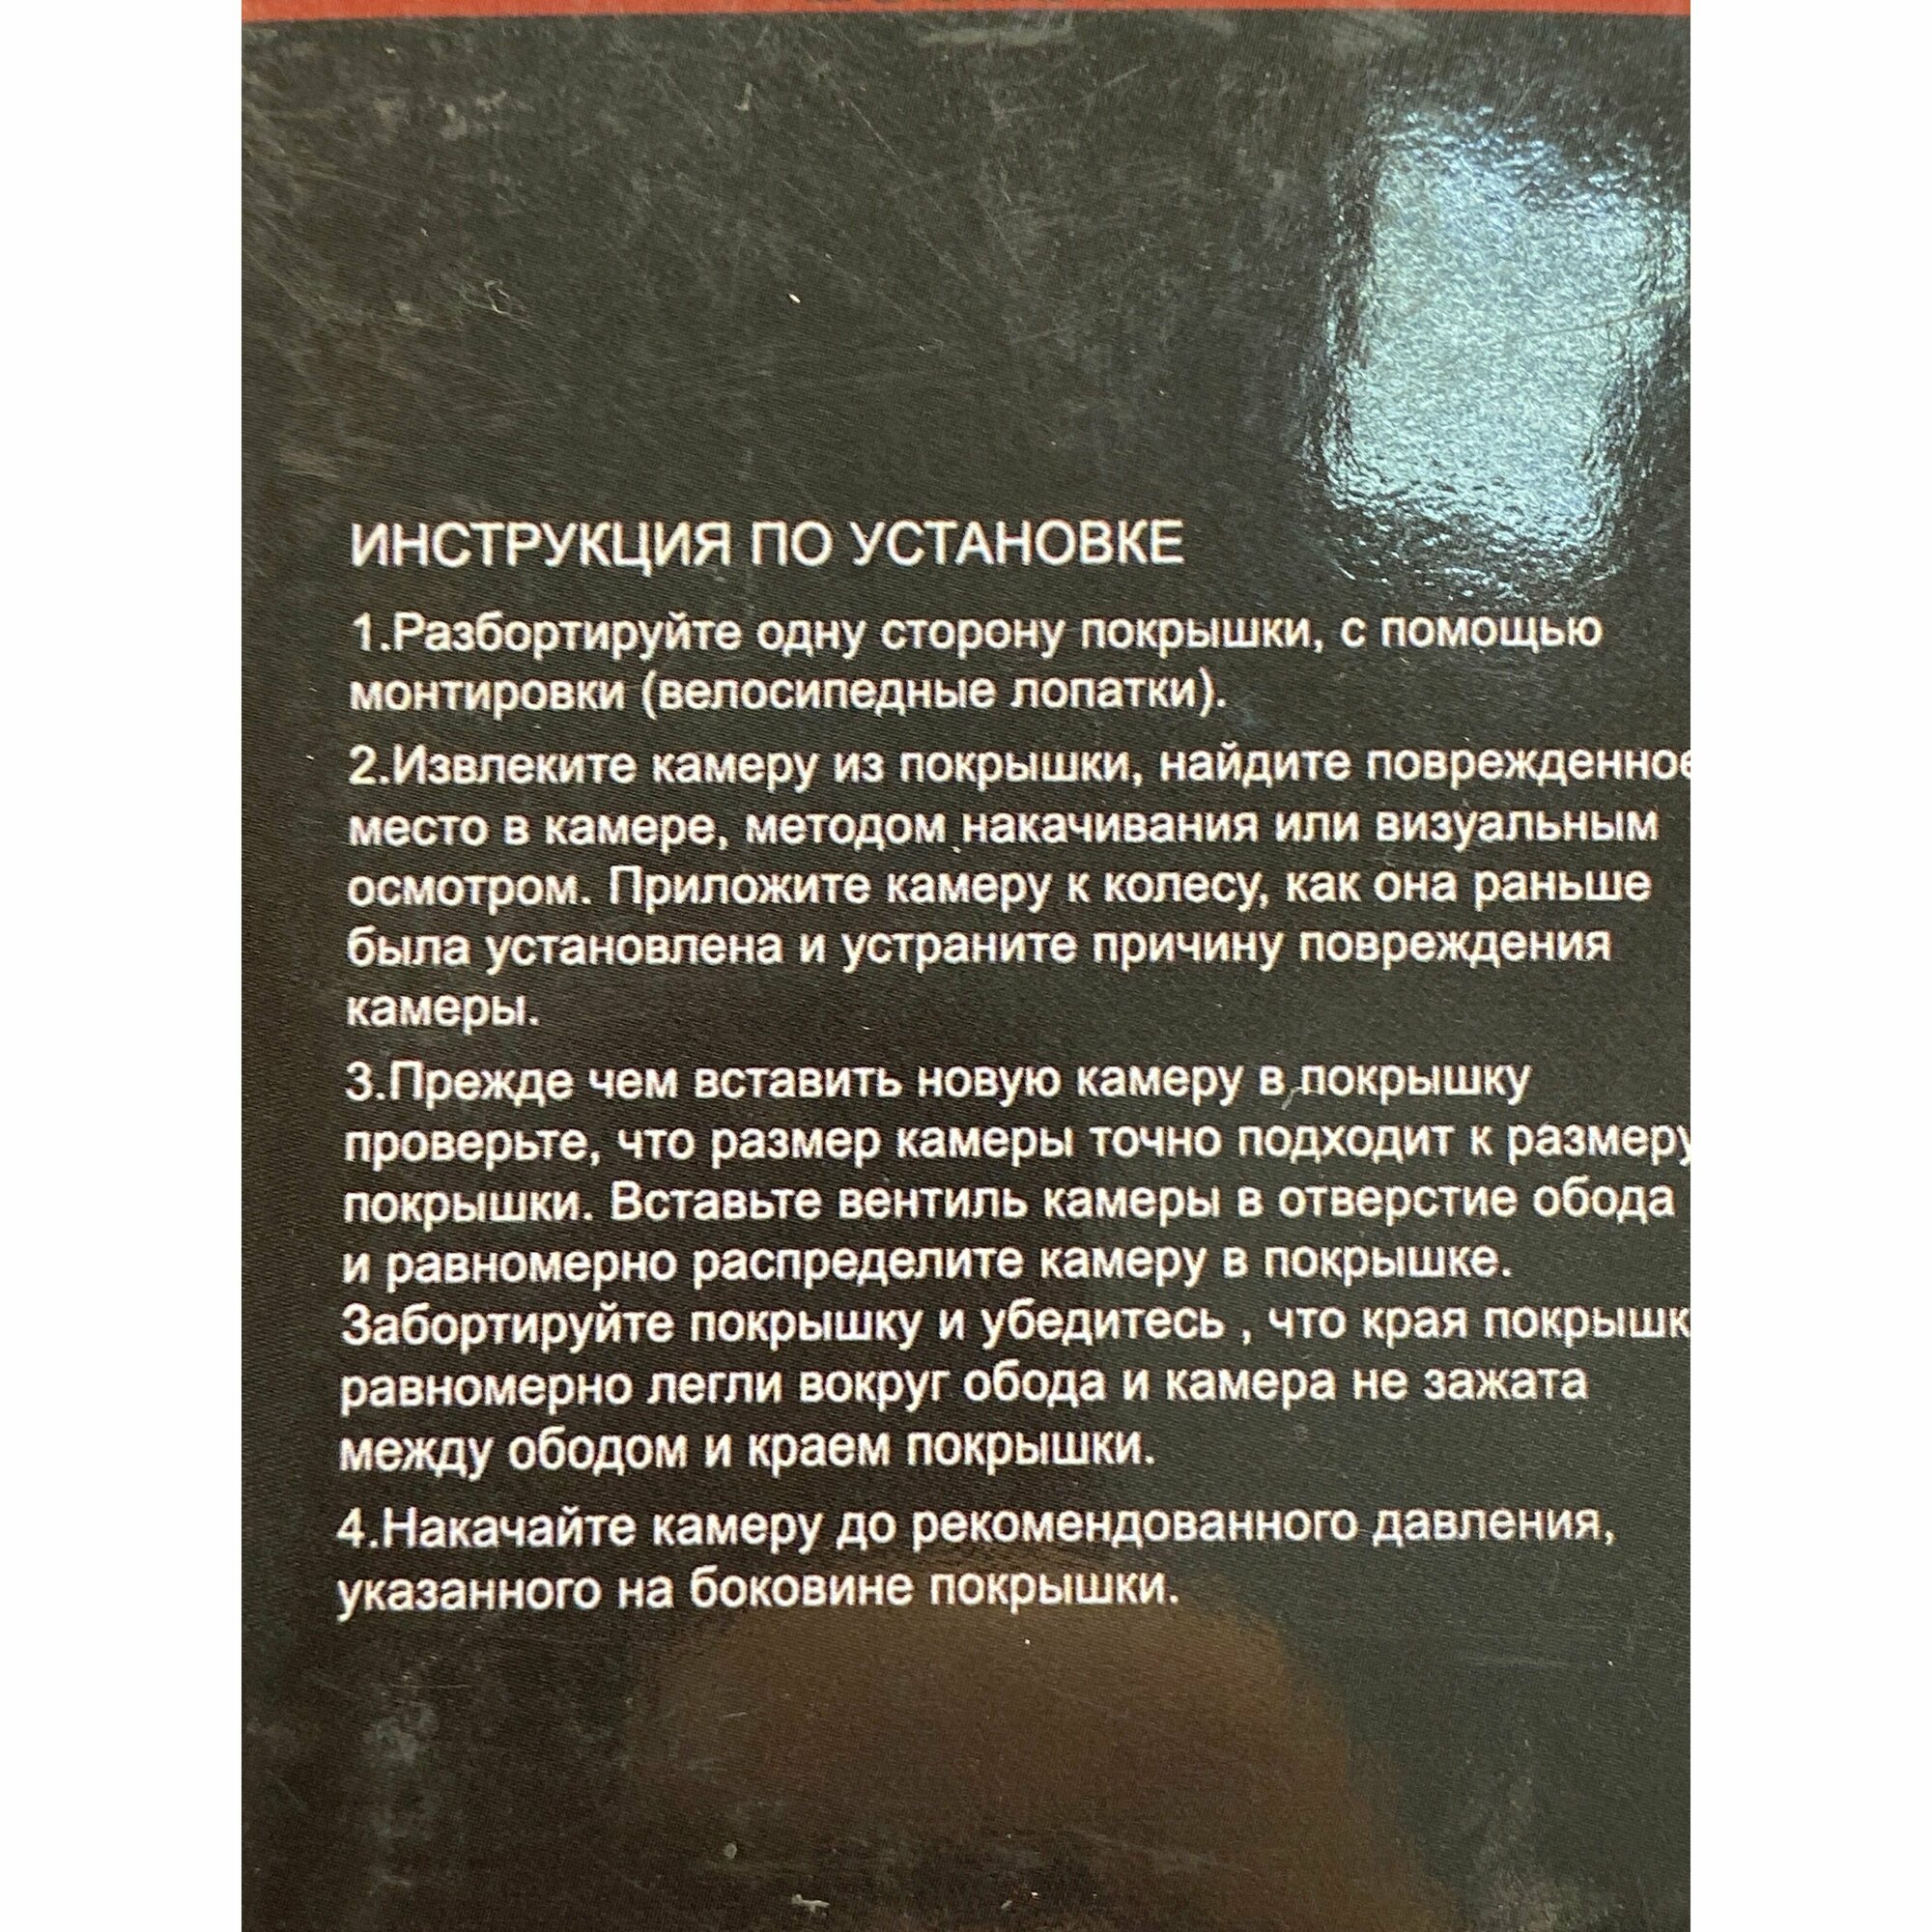 ИНСТРУКЦИЯ ПО УСТАНОВКЕ
1.Разбортируйте одну сторону покрышки, с помощью
монтировки (велосипедные лопатки).
2.Извлеките камеру из покрышки, найдите поврежденное
место в камере, методом накачивания или визуальным
осмотром. Приложите камеру к колесу, как она раньше
была установлена и устраните причину повреждения
камеры.
3.Прежде чем вставить новую камеру в покрышку
проверьте, что размер камеры точно подходит к размеру
покрышки. Вставьте вентиль камеры в отверстие обода
и равномерно распределите камеру в покрышке.
Забортируйте покрышку и убедитесь , что края покрышк
равномерно легли вокруг обода и камера не зажата
между ободом и краем покрышки.
4.Накачайте камеру до рекомендованного давления,
указанного на боковине покрышки.